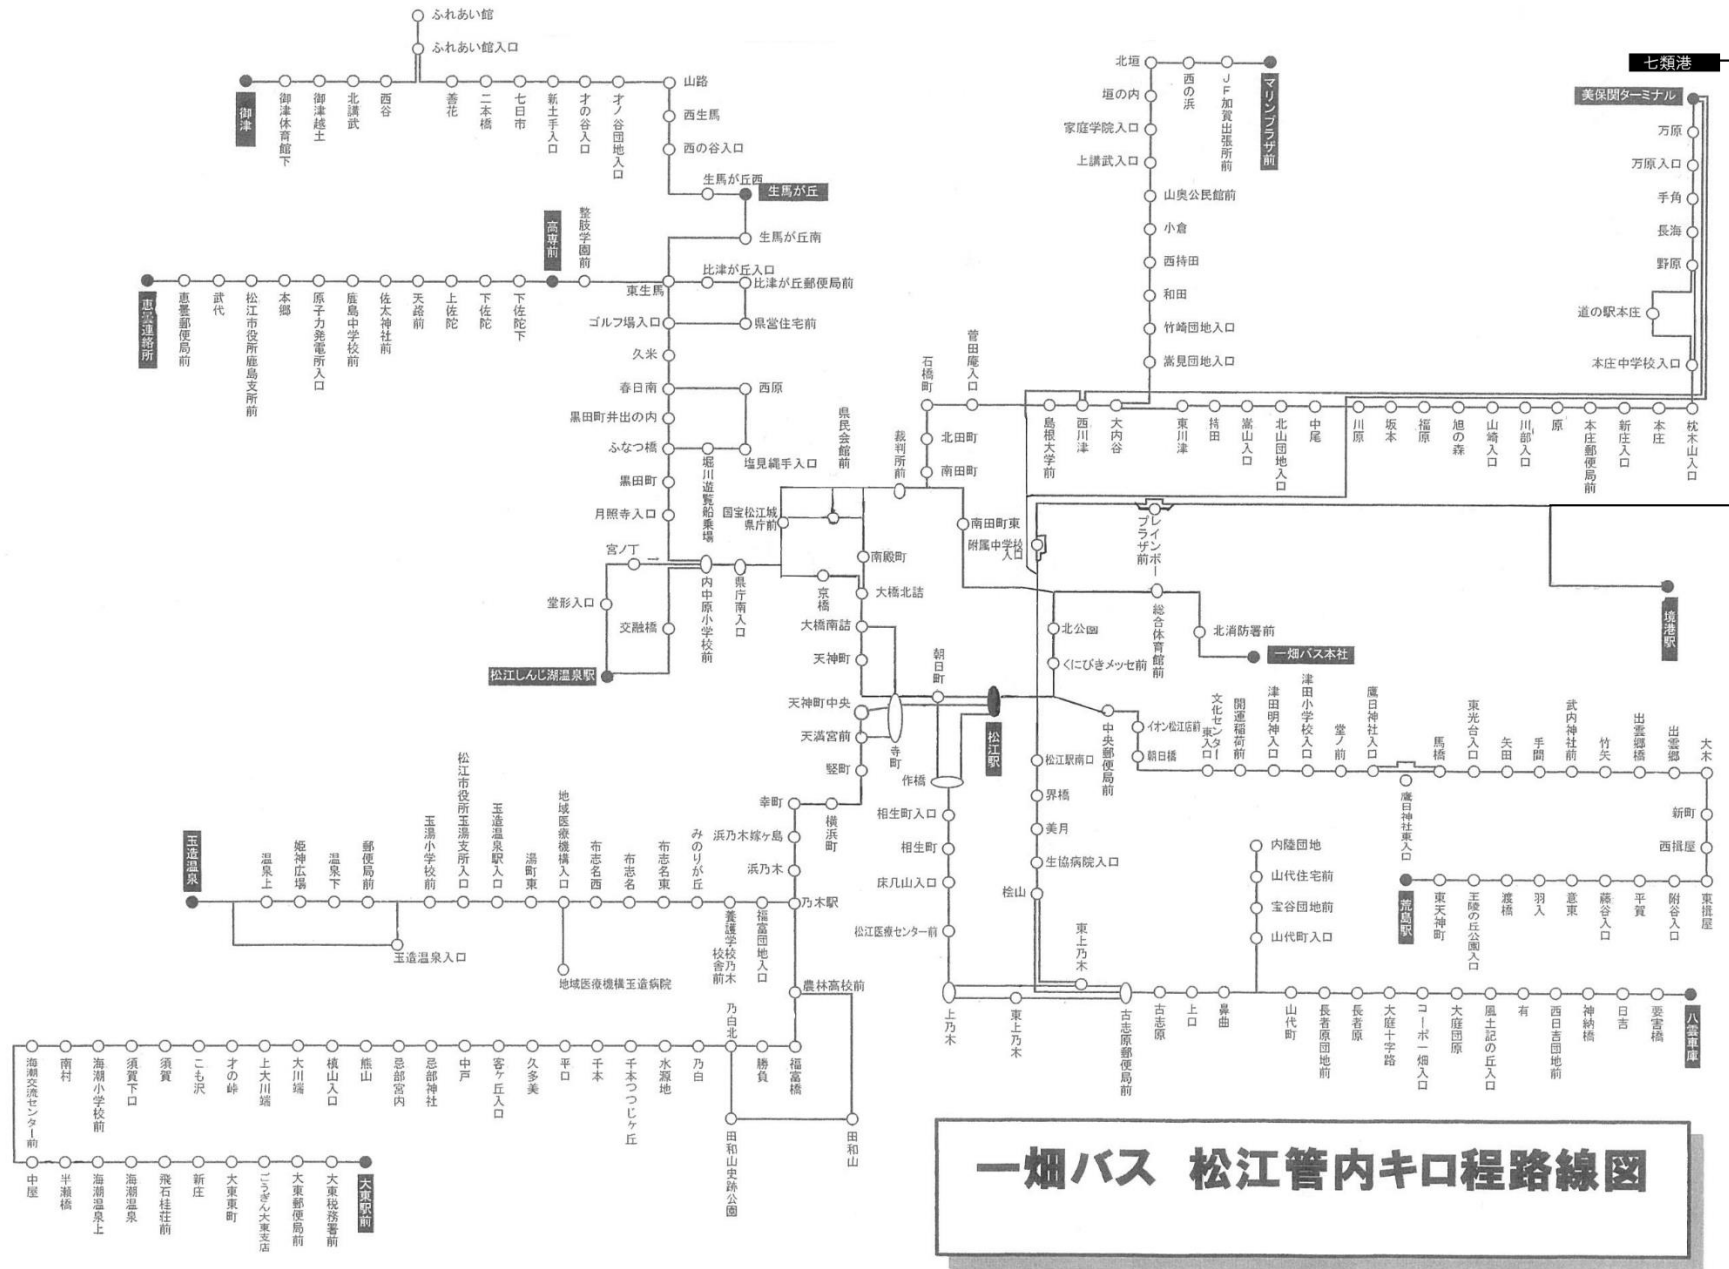 ふれあい館
ふれあい館入口
御津
御津体育館下
御津越土
北講武
西谷
善花
二本橋
七日市
新土手入口
才の谷入口
才ノ谷団地入口
山路
西生馬
西の谷入口
生馬が丘西
生馬が丘
生馬が丘南
恵曇連絡所
恵曇郵便局前
武代
松江市役所鹿島支所前
本郷
原子力発電所入口
鹿島中学校前
佐太神社前
天路前
上佐陀
下佐陀
下佐陀下
高専前
整肢学園前
東生馬
比津が丘入口
比津が丘郵便局前
県営住宅前
ゴルフ場入口
久米
春日南
西原
黒田町井出の内
ふなつ橋
堀川遊覧船乗場
塩見縄手入口
黒田町
月照寺入口
宮ノ丁
→
堂形入口
交融橋
松江しんじ湖温泉駅
内中原小学校前
県庁南入口
国宝松江城
県庁前
県民会館前
裁判所前
南殿町
京橋
大橋北詰
大橋南詰
天神町
天神町中央
天満宮前
竪町
横浜町
幸町
浜乃木嫁ヶ島
浜乃木
乃木駅
寺町
朝日町
松江駅
作橋
相生町入口
相生町
床几山入口
松江医療センター前
上乃木
東上乃木
東上乃木
古志原郵便局前
北垣
西の浜
JF加賀出張所前
マリンプラザ前
垣の内
家庭学院入口
上講武入口
山奥公民館前
小倉
西持田
和田
竹崎団地入口
嵩見団地入口
七類港
美保関ターミナル
万原
万原入口
手角
長海
野原
道の駅本庄
本庄中学校入口
石橋町
菅田庵入口
北田町
南田町
島根大学前
西川津
大内谷
東川津
持田
嵩山入口
北山団地入口
中尾
川原
坂本
福原
旭の森
山崎入口
川部入口
原
本庄郵便局前
新庄入口
本庄
枕木山入口
南田町東
附属中学校
入口
レインボー
プラザ前
境港駅
北公園
くにびきメッセ前
総合体育館前
北消防署前
一畑バス本社
中央郵便局前
イオン松江店前
朝日橋
文化センター
東入口
開運稲荷前
津田明神入口
津田小学校入口
堂ノ前
鷹日神社入口
鷹日神社東入口
馬橋
東光台入口
矢田
手間
武内神社前
竹矢
出雲郷橋
出雲郷
大木
新町
西揖屋
東揖屋
附谷入口
平賀
藤谷入口
意東
羽入
渡橋
王陵の丘公園入口
東天神町
荒島駅
松江駅南口
界橋
美月
生協病院入口
桧山
内陸団地
山代住宅前
宝谷団地前
山代町入口
古志原
上口
鼻曲
山代町
長者原団地前
長者原
大庭十字路
コーポ一畑入口
大庭団原
風土記の丘入口
有
西日吉団地前
神納橋
日吉
要害橋
八雲車庫
玉造温泉
温泉上
姫神広場
温泉下
郵便局前
玉造温泉入口
玉湯小学校前
松江市役所玉湯支所入口
玉造温泉駅入口
湯町東
地域医療機構入口
地域医療機構玉造病院
布志名西
布志名
布志名東
みのりが丘
養護学校乃木
校舎前
福富団地入口
農林高校前
福富橋
勝負
乃白北
田和山史跡公園
田和山
乃白
水源地
千本つつじヶ丘
千本
平口
久多美
客ヶ丘入口
中戸
忌部神社
忌部宮内
熊山
槙山入口
大川端
上大川端
才の峠
こも沢
須賀
須賀下口
海潮小学校前
南村
海潮交流センター前
中屋
半瀬橋
海潮温泉上
海潮温泉
飛石桂荘前
新庄
大東東町
ごうぎん大東支店
大東郵便局前
大東税務署前
大東駅前
一畑バス 松江管内キロ程路線図